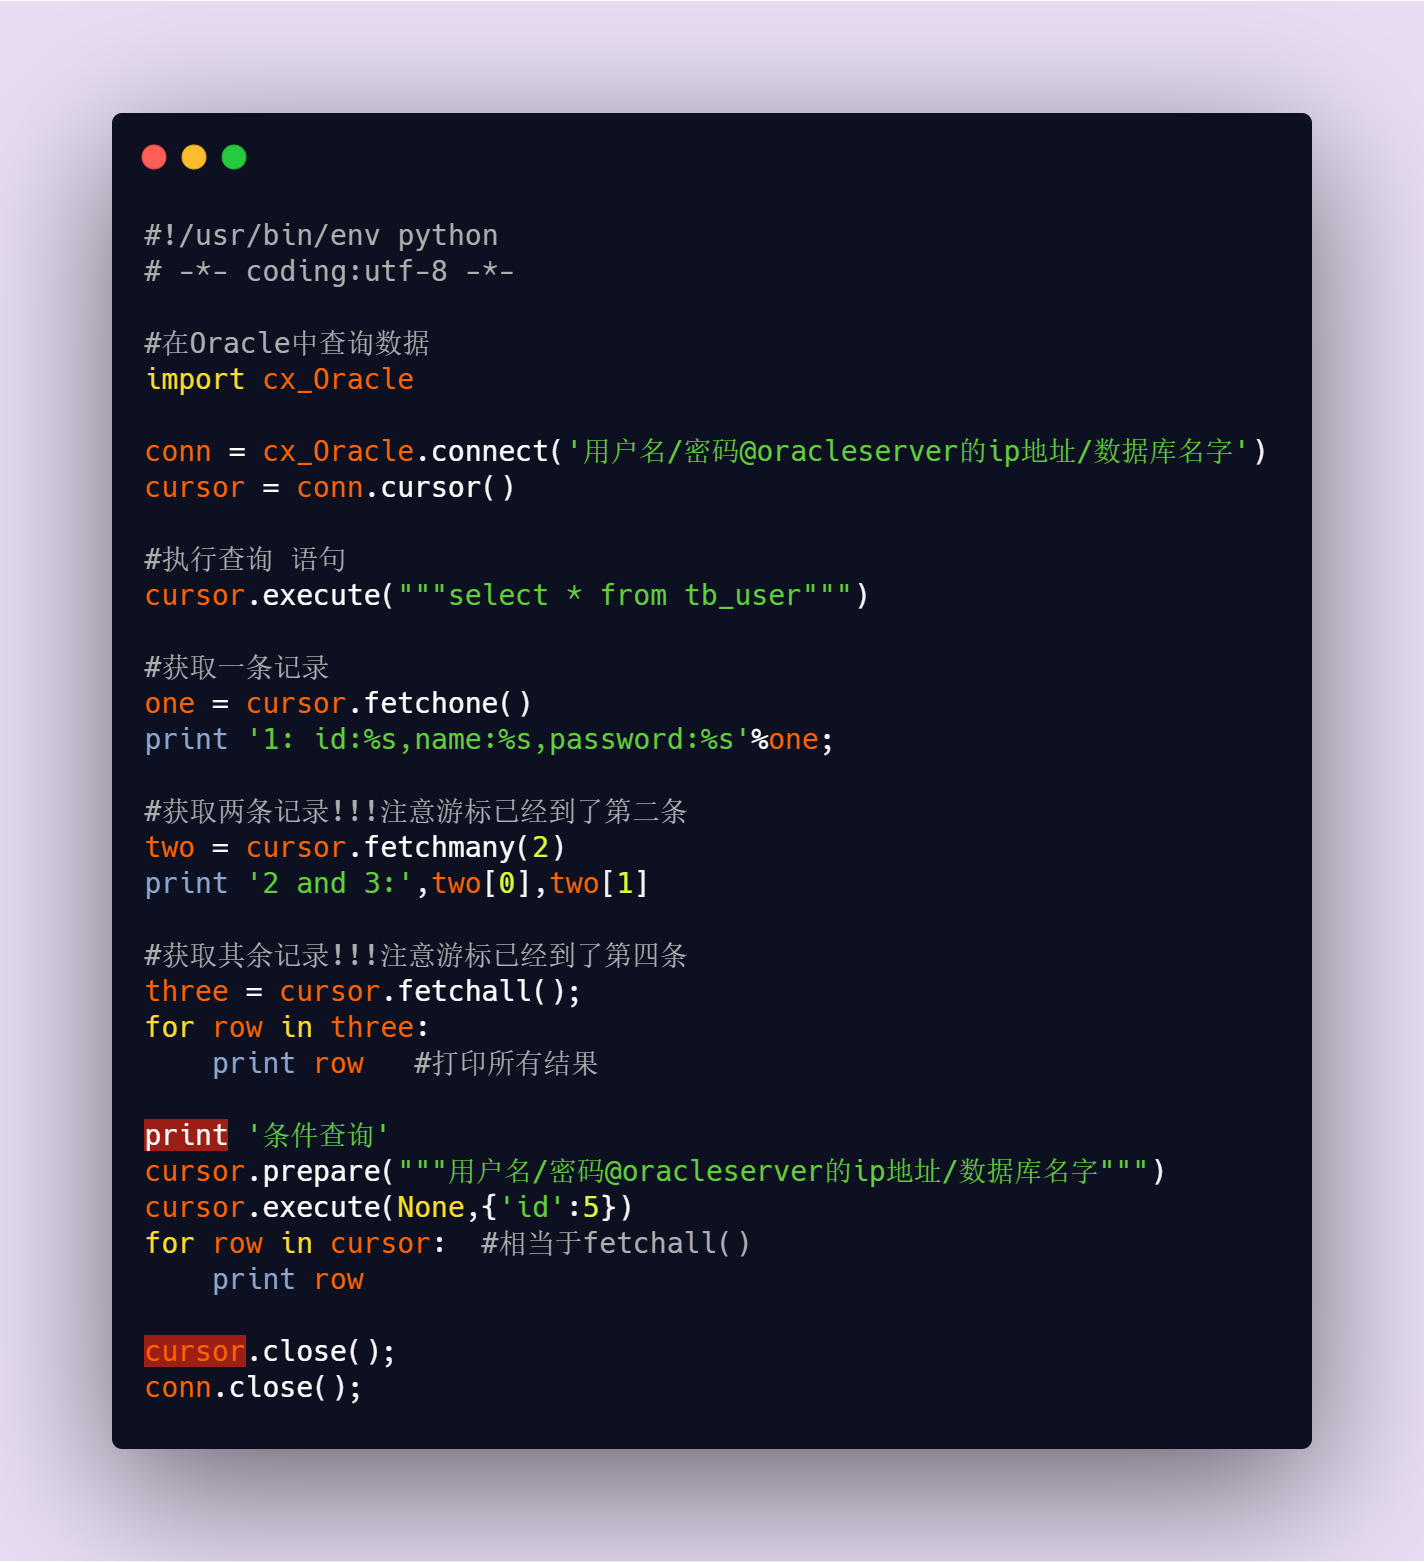 #!/usr/bin/env python
# -*- coding:utf-8 -*-
#在Oracle中查询数据
import cx_Oracle
conn = cx_Oracle.connect('用户名/密码@oracleserver的ip地址/数据库名字')
cursor = conn.cursor()
#执行查询 语句
cursor.execute("""select * from tb_user""")
#获取一条记录
one = cursor.fetchone()
print '1: id:%s,name:%s,password:%s'%one;
#获取两条记录!!!注意游标已经到了第二条
two = cursor.fetchmany(2)
print '2 and 3:',two[0],two[1]
#获取其余记录!!!注意游标已经到了第四条
three = cursor.fetchall();
for row in three:
    print row   #打印所有结果
print '条件查询'
cursor.prepare("""用户名/密码@oracleserver的ip地址/数据库名字""")
cursor.execute(None,{'id':5})
for row in cursor:  #相当于fetchall()
    print row
cursor.close();
conn.close();